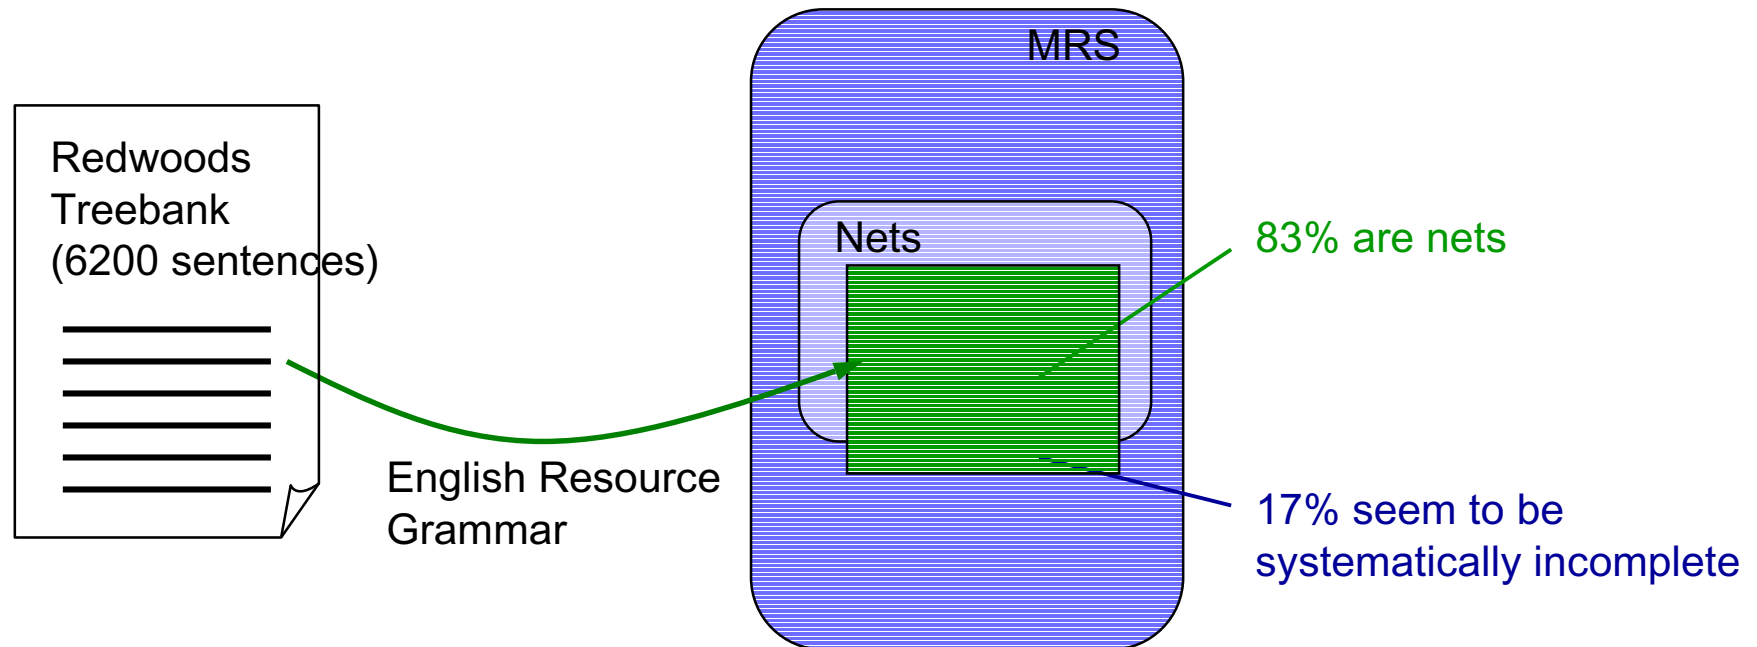 MRS
Redwoods
Treebank
(6200 sentences)
Nets
83% are nets
English Resource
Grammar
17% seem to be
systematically incomplete